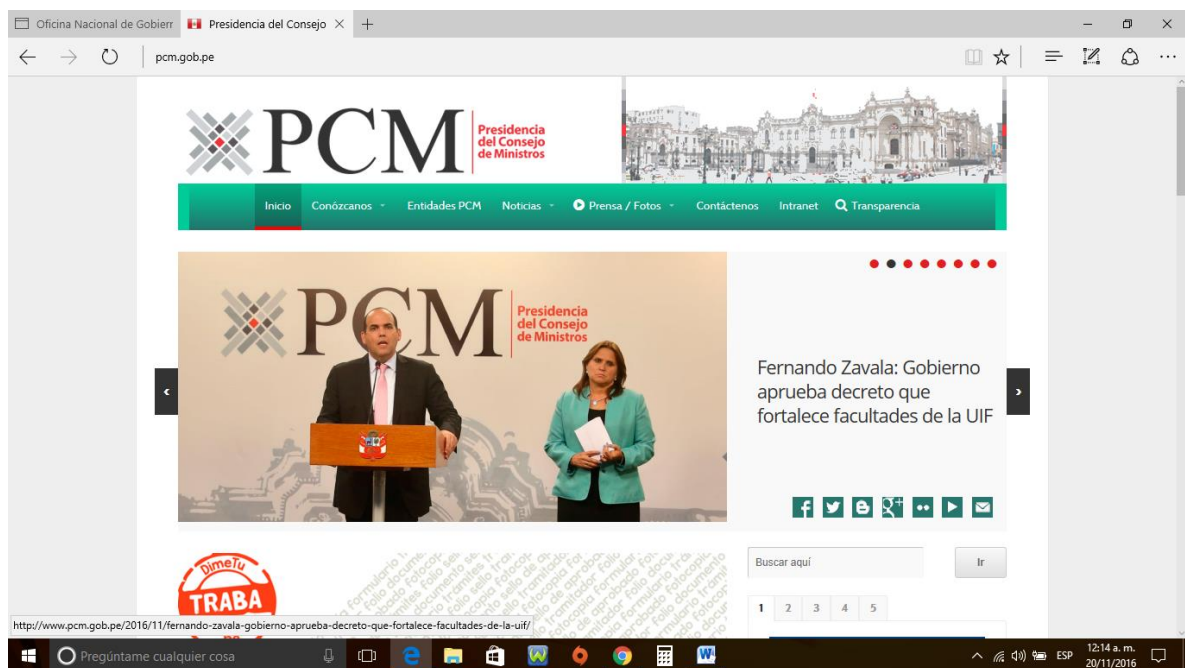 Oficina Nacional de Gobierr
Presidencia del Consejo
pcm.gob.pe
PCM
Presidencia
del Consejo
de Ministros
Inicio
Conózcanos
Entidades PCM
Noticias
Prensa / Fotos
Contáctenos
Intranet
Transparencia
PCM
Presidencia
del Consejo
de Ministros
Fernando Zavala: Gobierno
aprueba decreto que
fortalece facultades de la UIF
Buscar aquí
Ir
DimeTu
TRABA
1 2 3 4 5
http://www.pcm.gob.pe/2016/11/fernando-zavala-gobierno-aprueba-decreto-que-fortalece-facultades-de-la-uif/
Pregúntame cualquier cosa
ESP
12:14 a. m.
20/11/2016